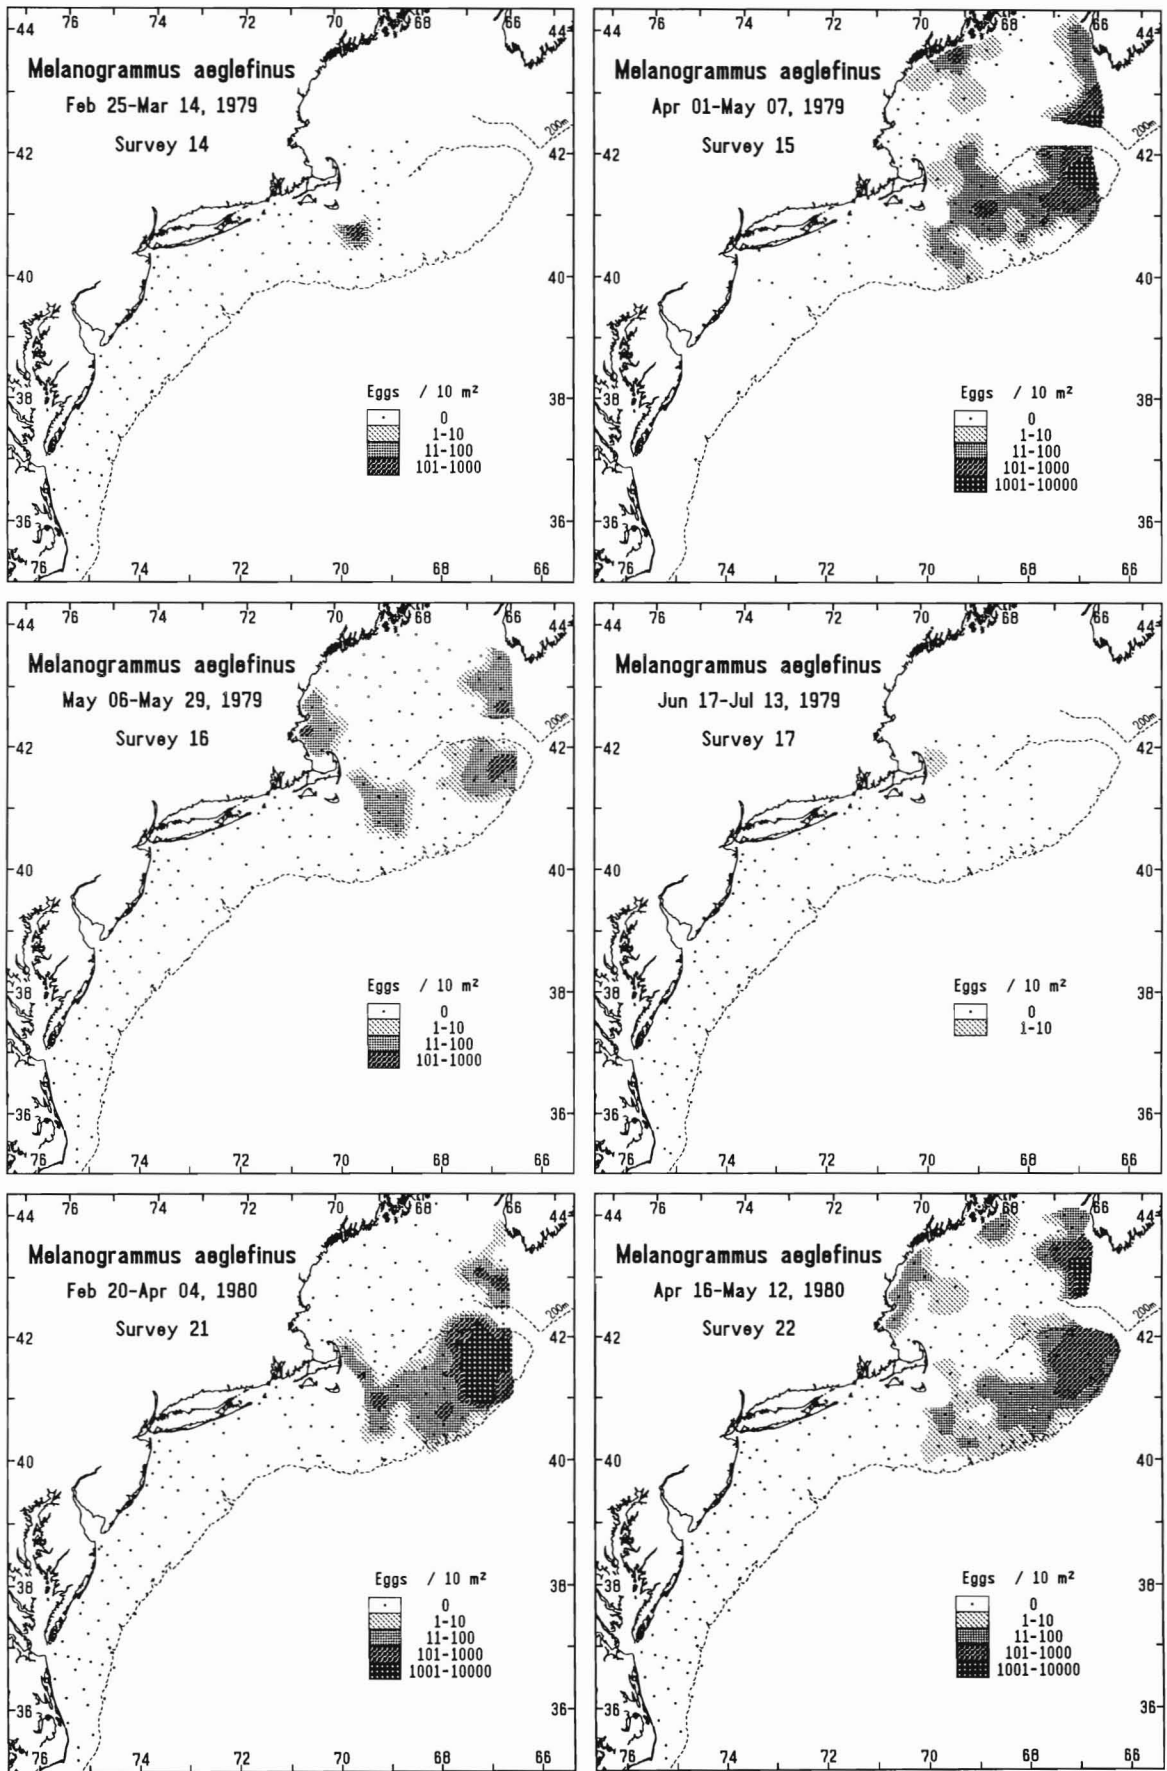 76 74 72 70 68 66
44
Melanogrammus aeglefinus
Feb 25-Mar 14, 1979
Survey 14
200m
42
42
40
40
Eggs / 10 m²
0
1-10
11-100
101-1000
38
38
36
36
76 74 72 70 68 66
76 74 72 70 68 66
44
44
Melanogrammus aeglefinus
Apr 01-May 07, 1979
Survey 15
200m
42
42
40
40
Eggs / 10 m²
0
1-10
11-100
101-1000
1001-10000
38
38
36
36
76 74 72 70 68 66
76 74 72 70 68 66
44
44
Melanogrammus aeglefinus
May 06-May 29, 1979
Survey 16
200m
42
42
40
40
Eggs / 10 m²
0
1-10
11-100
101-1000
38
38
36
36
76 74 72 70 68 66
76 74 72 70 68 66
44
44
Melanogrammus aeglefinus
Jun 17-Jul 13, 1979
Survey 17
200m
42
42
40
40
Eggs / 10 m²
0
1-10
38
38
36
36
76 74 72 70 68 66
76 74 72 70 68 66
44
44
Melanogrammus aeglefinus
Feb 20-Apr 04, 1980
Survey 21
200m
42
42
40
40
Eggs / 10 m²
0
1-10
11-100
101-1000
1001-10000
38
38
36
36
76 74 72 70 68 66
76 74 72 70 68 66
44
44
Melanogrammus aeglefinus
Apr 16-May 12, 1980
Survey 22
200m
42
42
40
40
Eggs / 10 m²
0
1-10
11-100
101-1000
1001-10000
38
38
36
36
76 74 72 70 68 66